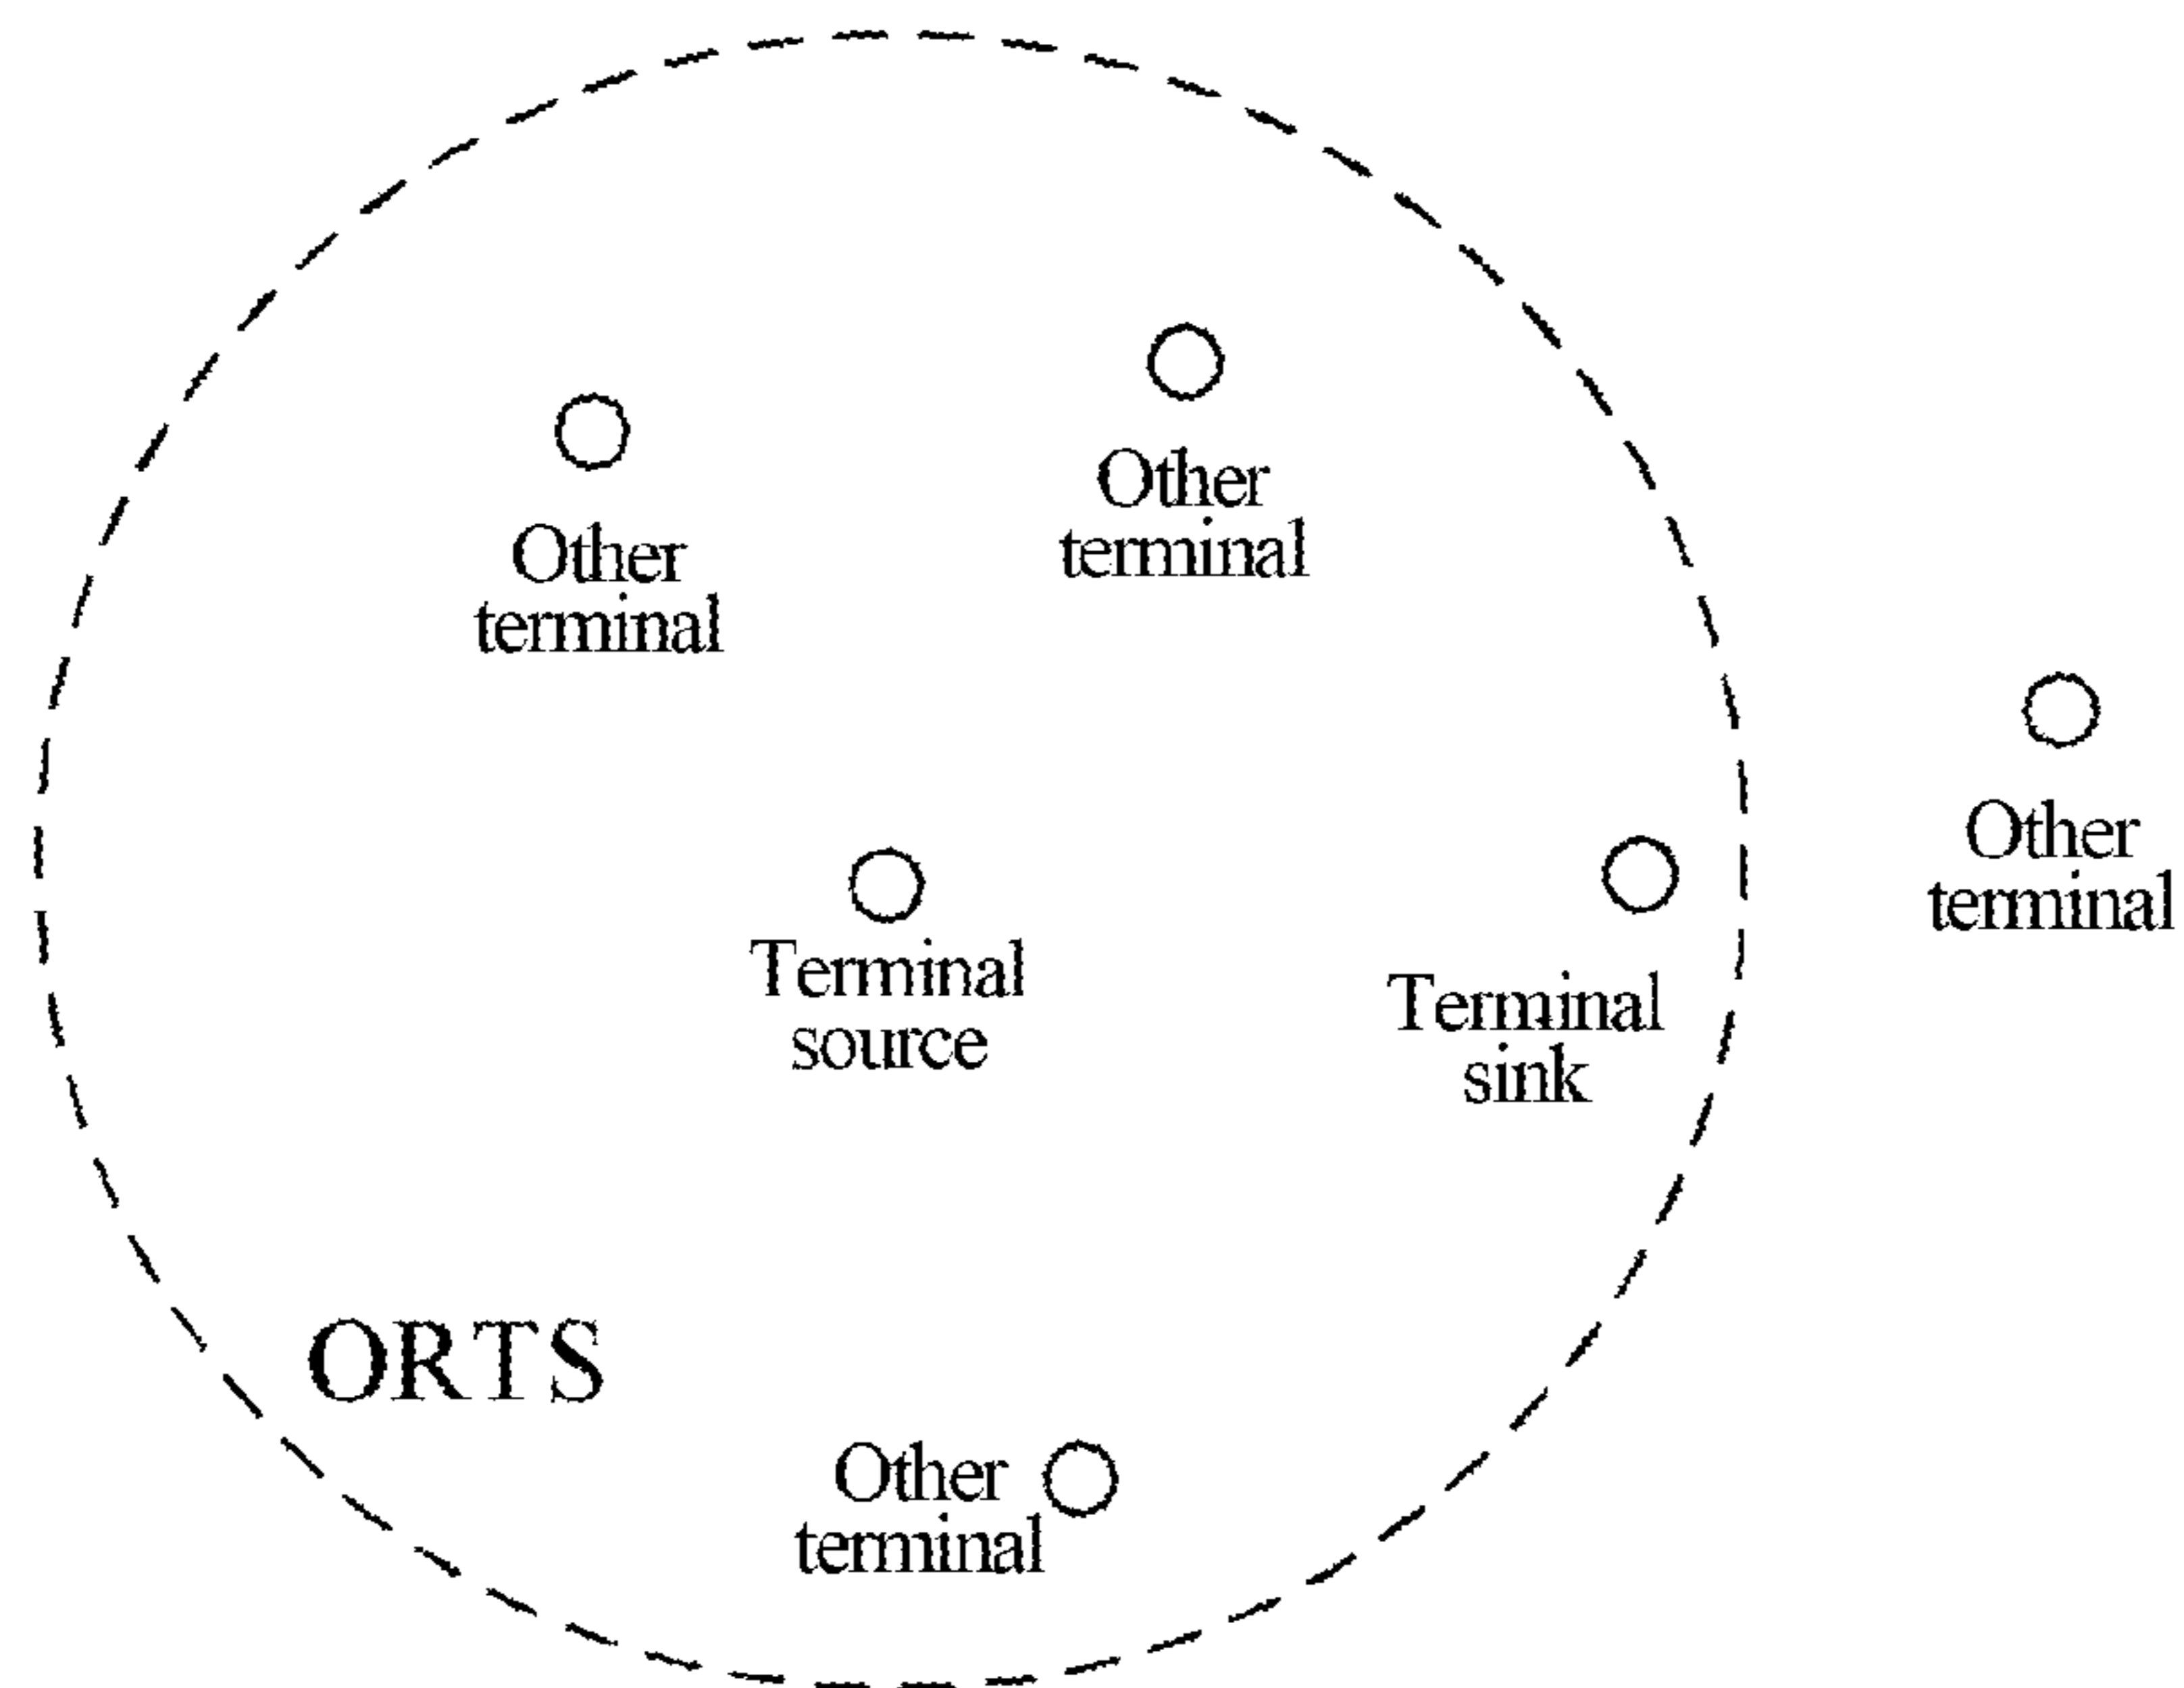 Other
terminal
Other
terminal
Other
terminal
Terminal
source
Terminal
sink
ORTS
Other
terminal